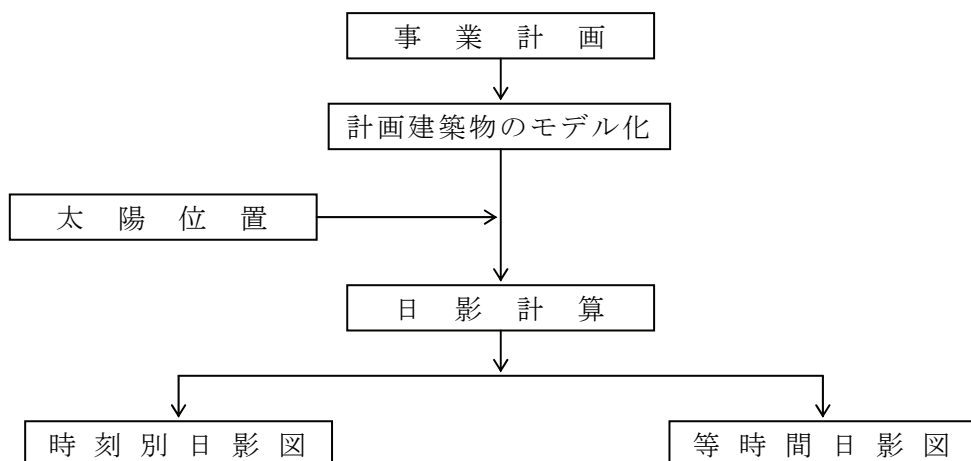 事業計画
計画建築物のモデル化
太陽位置
日影計算
時刻別日影図
等時間日影図